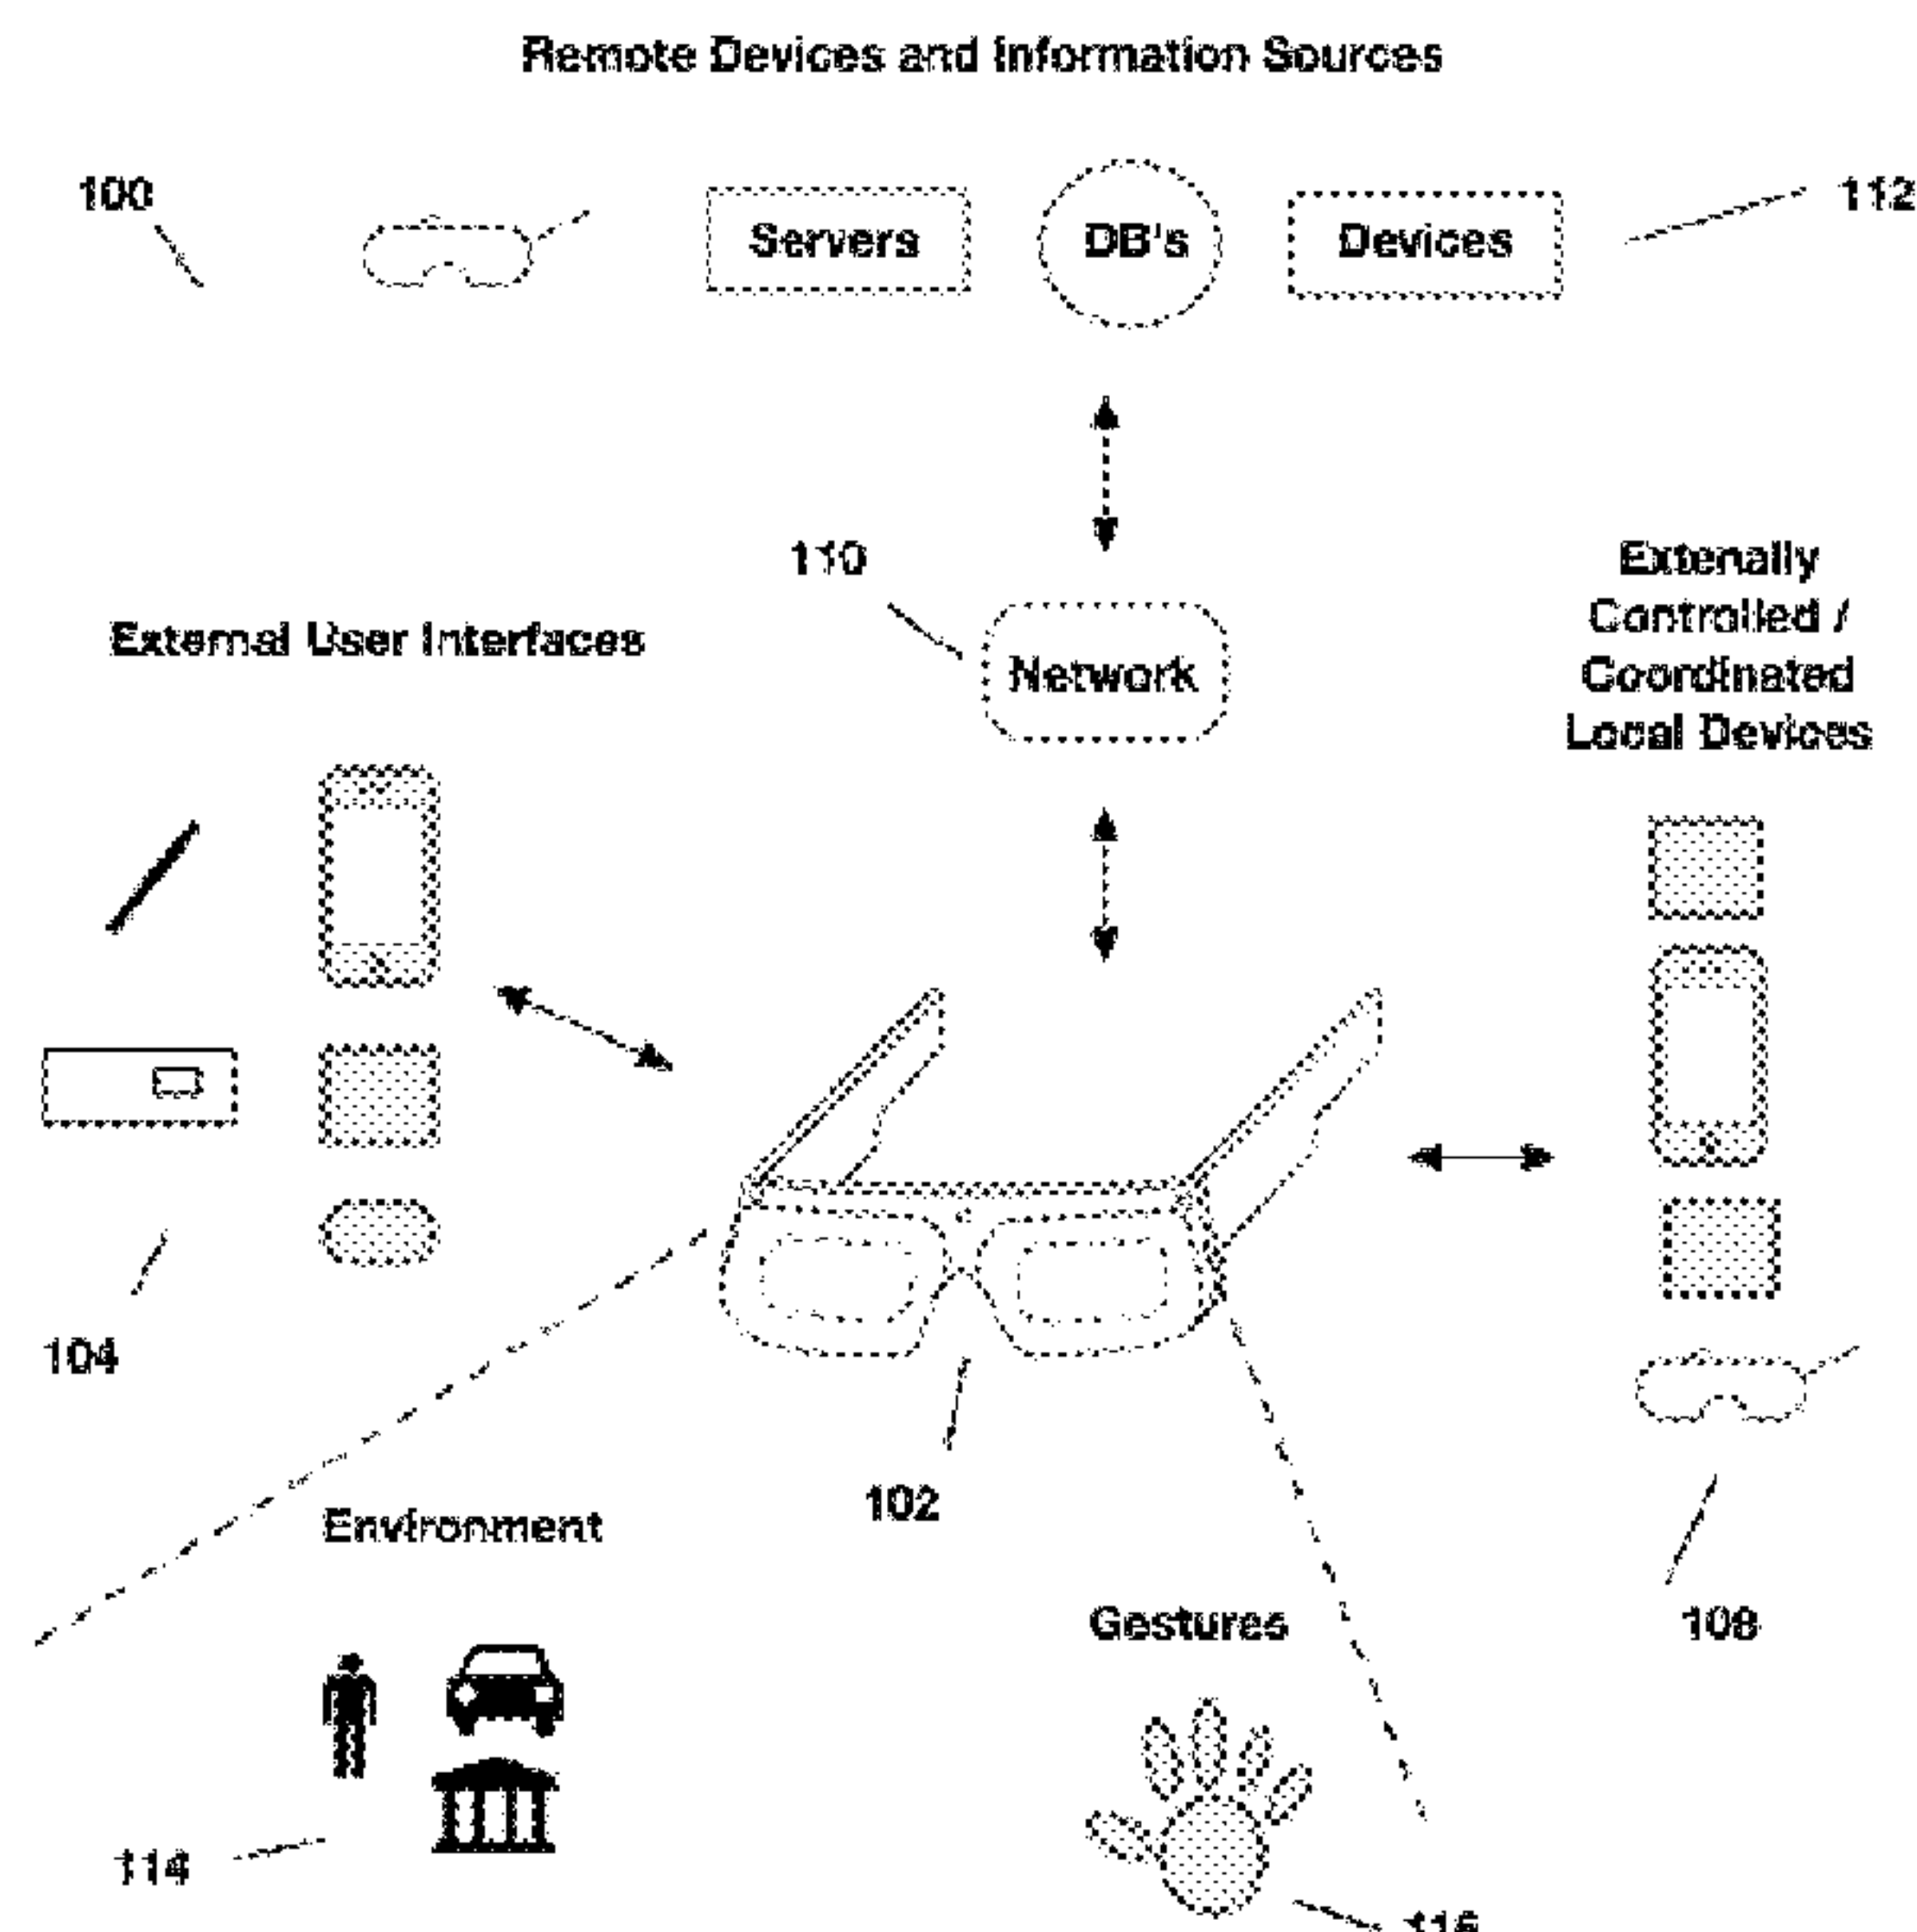 Remote Devices and Information Sources
100
Servers
DB's
Devices
112
110
Network
External User Interfaces
Extenally
Controlled /
Coordinated
Local Devices
104
102
Environment
Gestures
108
114
116